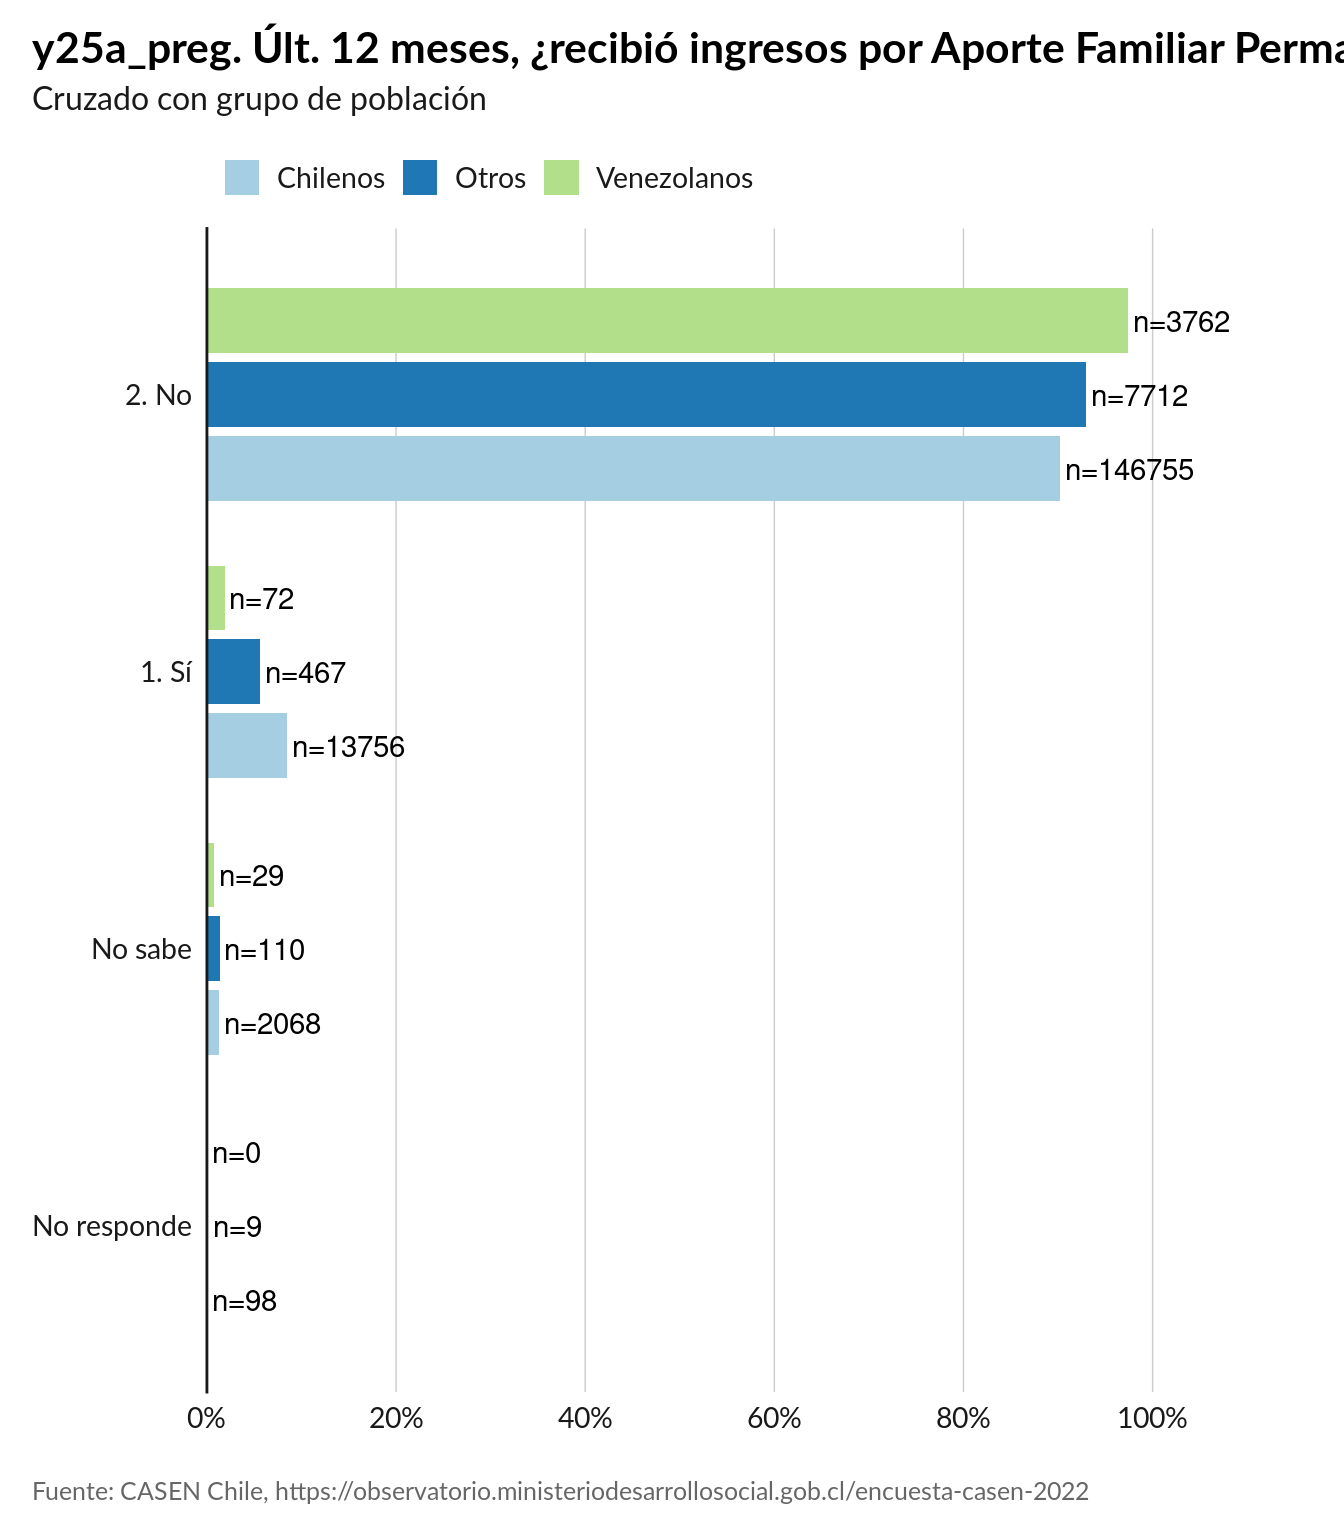 y25a_preg. Últ. 12 meses, ¿recibió ingresos por Aporte Familiar Perma
Cruzado con grupo de población
Chilenos Otros Venezolanos
n=3762
2. No n=7712
n=146755
n=72
1. Sí n=467
n=13756
n=29
No sabe n=110
n=2068
n=0
No responde n=9
n=98
0% 20% 40% 60% 80% 100%
Fuente: CASEN Chile, https://observatorio.ministeriodesarrollosocial.gob.cl/encuesta-casen-2022